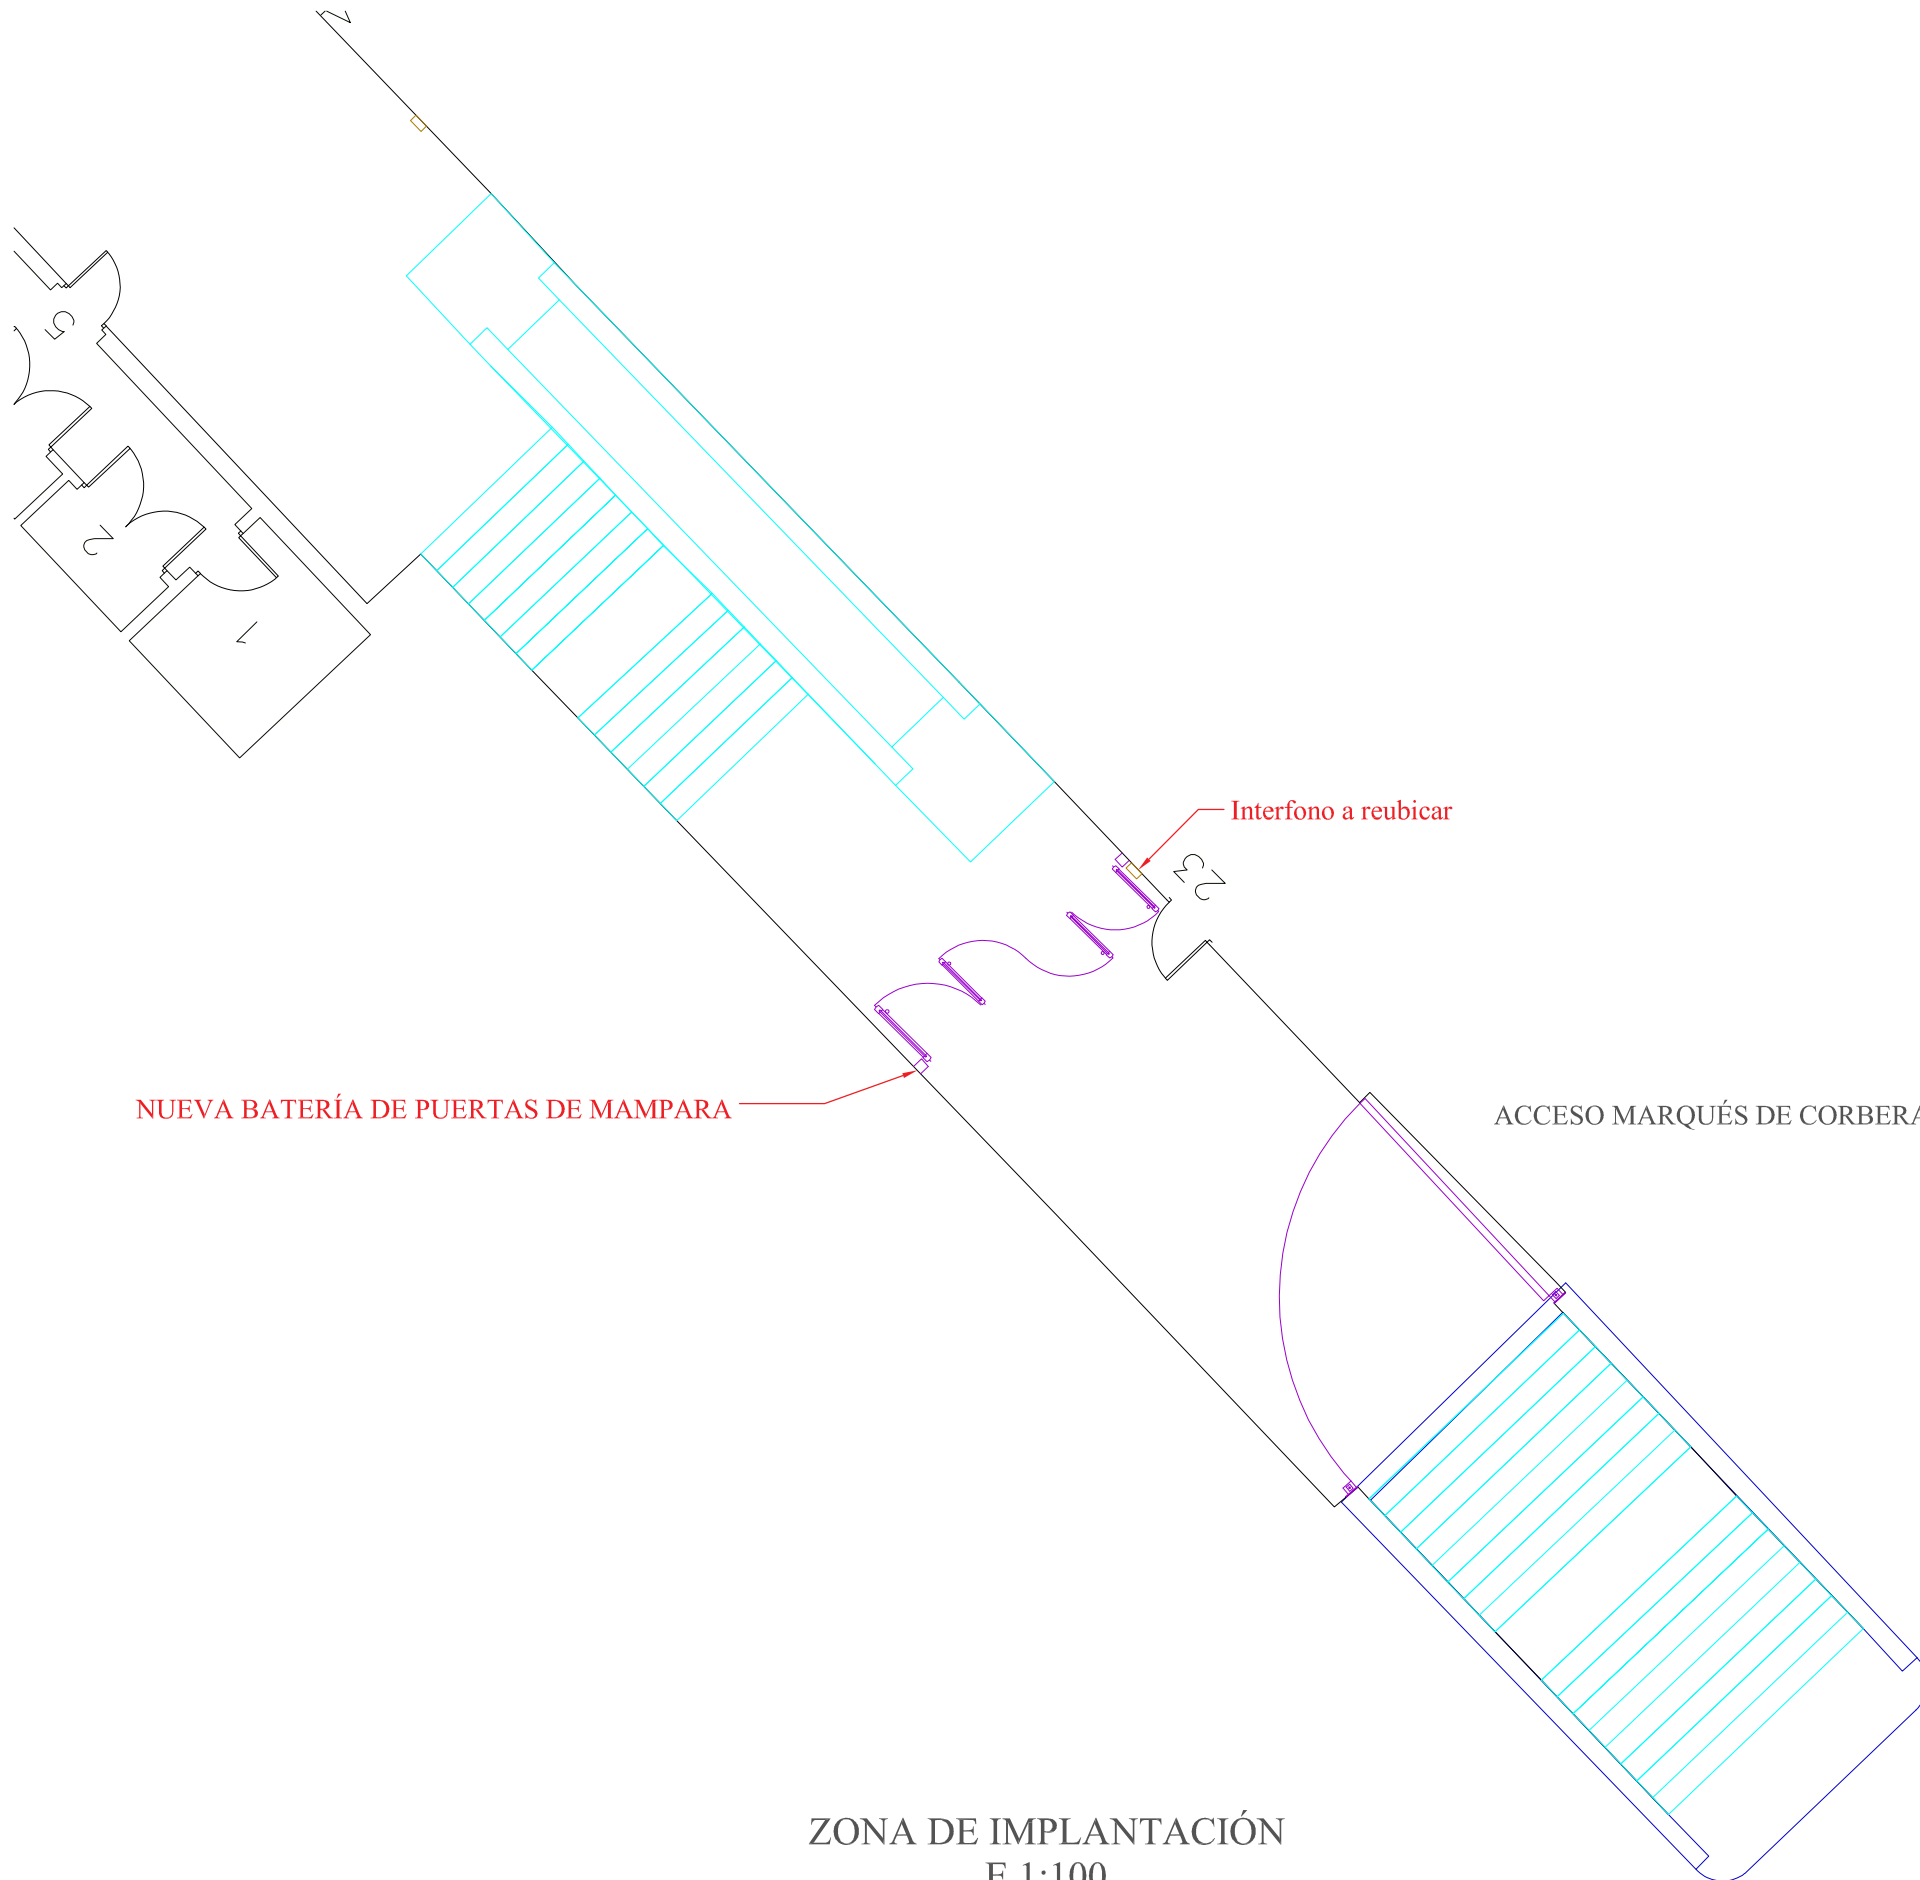 5
2
1
Interfono a reubicar
23
NUEVA BATERÍA DE PUERTAS DE MAMPARA
ACCESO MARQUÉS DE CORBERA
ZONA DE IMPLANTACIÓN
E 1:100